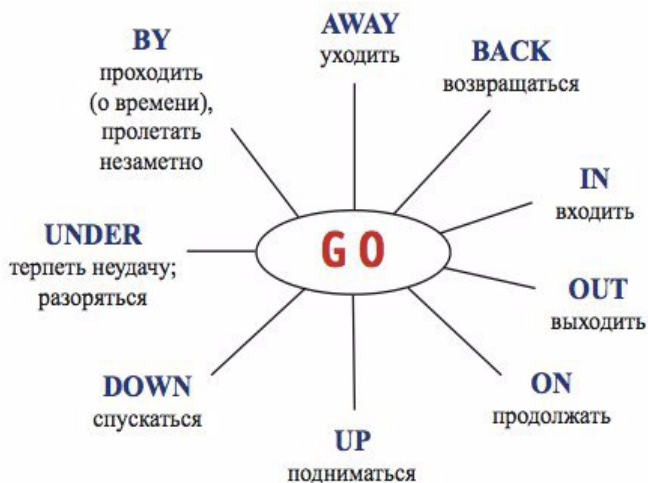 AWAY
уходить
BY
проходить
(о времени),
пролетать
незаметно
BACK
возвращаться
IN
входить
UNDER
терпеть неудачу;
разоряться
GO
OUT
выходить
DOWN
спускаться
ON
продолжать
UP
подниматься